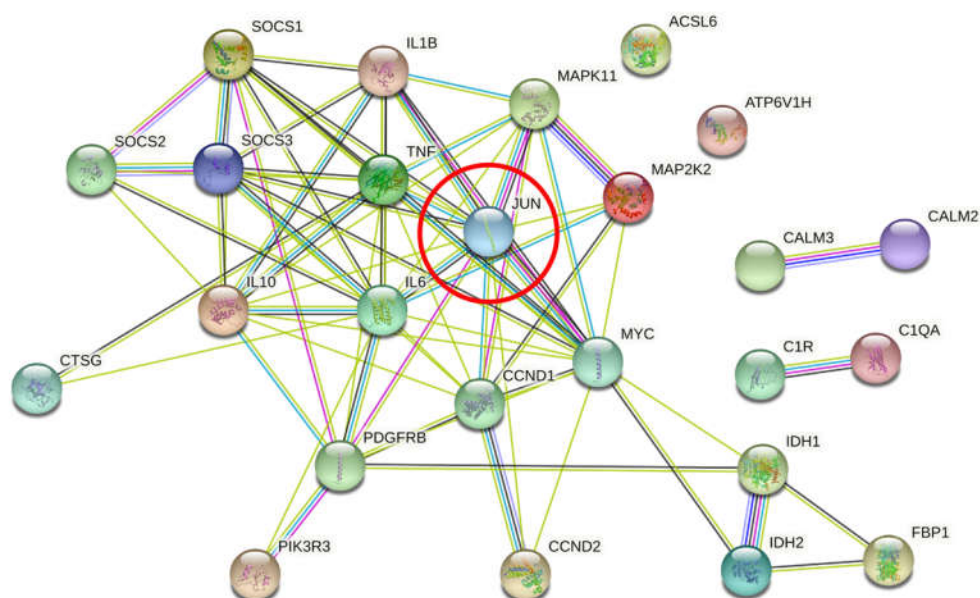 SOCS1
IL1B
ACSL6
MAPK11
ATP6V1H
SOCS2
SOCS3
TNF
MAP2K2
JUN
CALM3
CALM2
IL10
IL6
MYC
C1R
C1QA
CTSG
CCND1
PDGFRB
IDH1
PIK3R3
CCND2
IDH2
FBP1